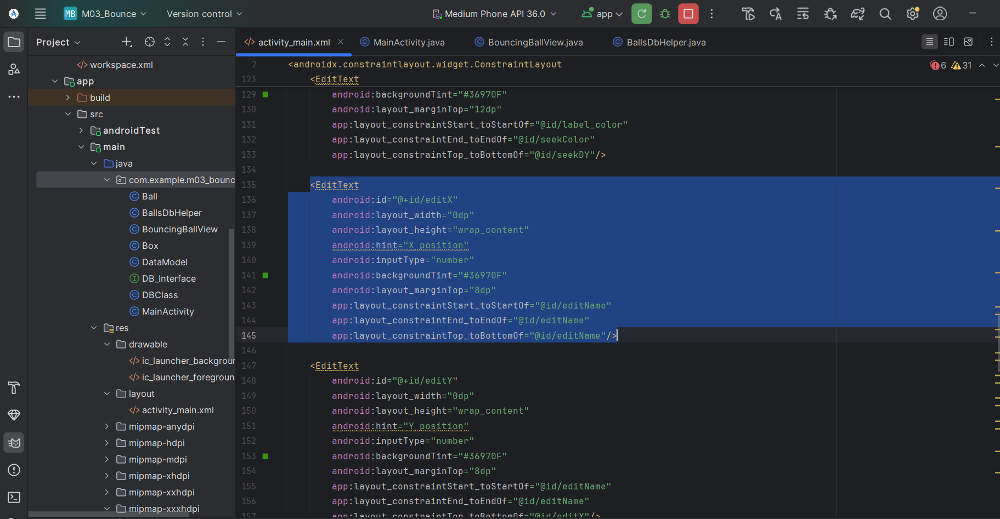 MB M03_Bounce Version control Medium Phone API 36.0 app
Project
activity_main.xml MainActivity.java BouncingBallView.java BallsDbHelper.java
workspace.xml
app
build
src
androidTest
main
java
com.example.m03_bounc
Ball
BallsDbHelper
BouncingBallView
Box
DataModel
DB_Interface
DBClass
MainActivity
res
drawable
ic_launcher_backgroun
ic_launcher_foregroun
layout
activity_main.xml
mipmap-anydpi
mipmap-hdpi
mipmap-mdpi
mipmap-xhdpi
mipmap-xxhdpi
mipmap-xxxhdpi
6 31
2 <androidx.constraintlayout.widget.ConstraintLayout
123 <EditText
129 android:backgroundTint="#36970F"
130 android:layout_marginTop="12dp"
131 app:layout_constraintStart_toStartOf="@id/label_color"
132 app:layout_constraintEnd_toEndOf="@id/seekColor"
133 app:layout_constraintTop_toBottomOf="@id/seekDY"/>
134
135 <EditText
136 android:id="@+id/editX"
137 android:layout_width="0dp"
138 android:layout_height="wrap_content"
139 android:hint="X position"
140 android:inputType="number"
141 android:backgroundTint="#36970F"
142 android:layout_marginTop="8dp"
143 app:layout_constraintStart_toStartOf="@id/editName"
144 app:layout_constraintEnd_toEndOf="@id/editName"
145 app:layout_constraintTop_toBottomOf="@id/editName"/>
146
147 <EditText
148 android:id="@+id/editY"
149 android:layout_width="0dp"
150 android:layout_height="wrap_content"
151 android:hint="Y position"
152 android:inputType="number"
153 android:backgroundTint="#36970F"
154 android:layout_marginTop="8dp"
155 app:layout_constraintStart_toStartOf="@id/editName"
156 app:layout_constraintEnd_toEndOf="@id/editName"
157 app:layout_constraintTop_toBottomOf="@id/editX"/>